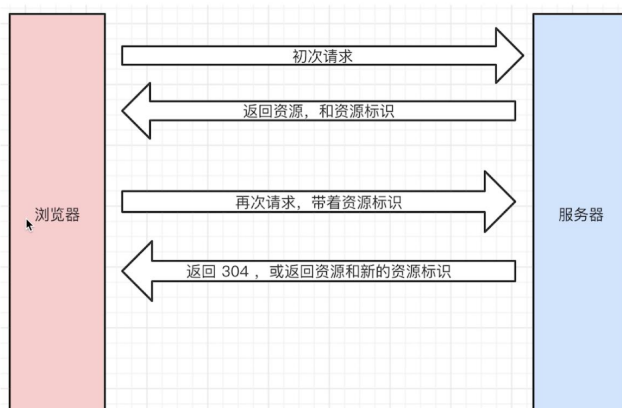 初次请求
返回资源，和资源标识
浏览器
再次请求，带着资源标识
服务器
返回 304 ，或返回资源和新的资源标识